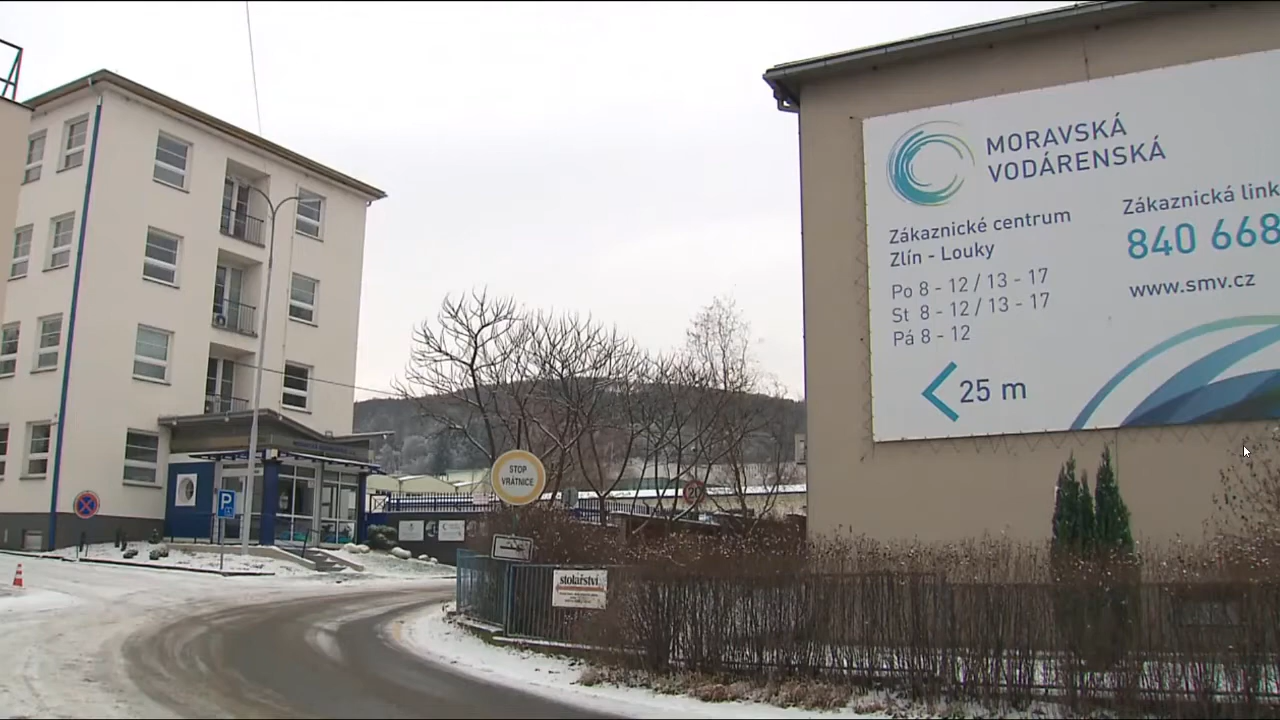 MORAVSKÁ
VODÁRENSKÁ
Zákaznické centrum
Zlín - Louky
Po 8 - 12 / 13 - 17
St 8 - 12 / 13 - 17
Pá 8 - 12
25 m
Zákaznická link
840 668
www.smv.cz
STOP
VRÁTNICE
20
P
stolařství